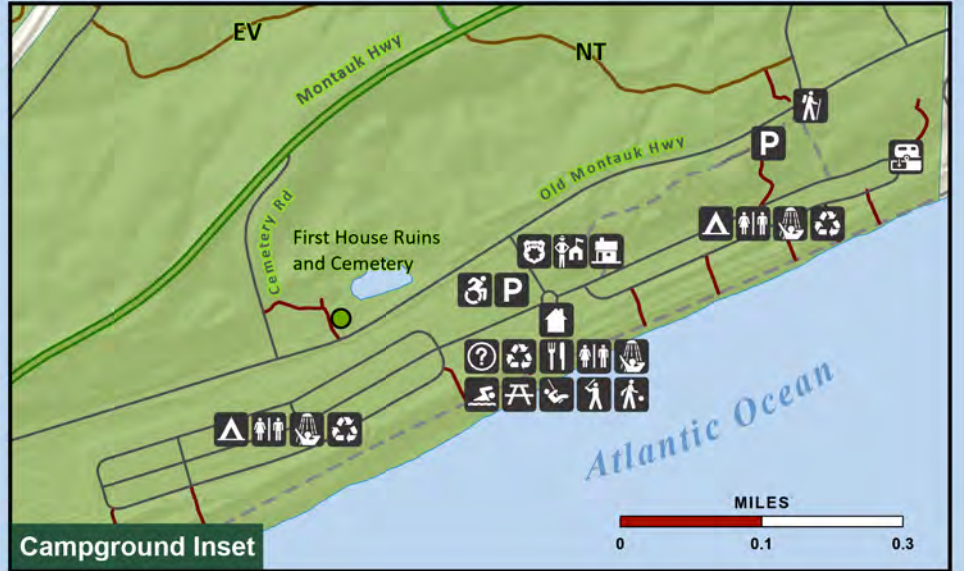 EV
Montauk Hwy
NT
P
Old Montauk Hwy
Cemetery Rd
First House Ruins
and Cemetery
P
?
Atlantic Ocean
MILES
0 0.1 0.3
Campground Inset